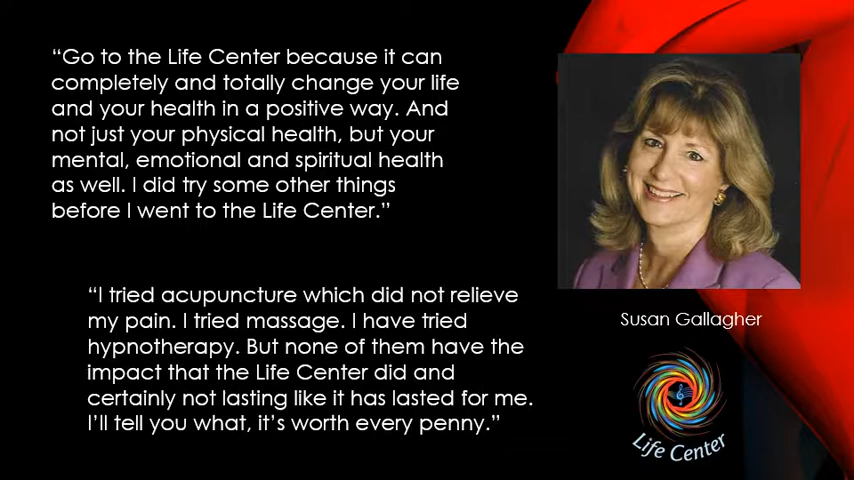 “Go to the Life Center because it can
completely and totally change your life
and your health in a positive way. And
not just your physical health, but your
mental, emotional and spiritual health
as well. I did try some other things
before I went to the Life Center.”
“I tried acupuncture which did not relieve
my pain. I tried massage. I have tried
hypnotherapy. But none of them have the
impact that the Life Center did and
certainly not lasting like it has lasted for me.
I’ll tell you what, it’s worth every penny.”
Susan Gallagher
Life Center